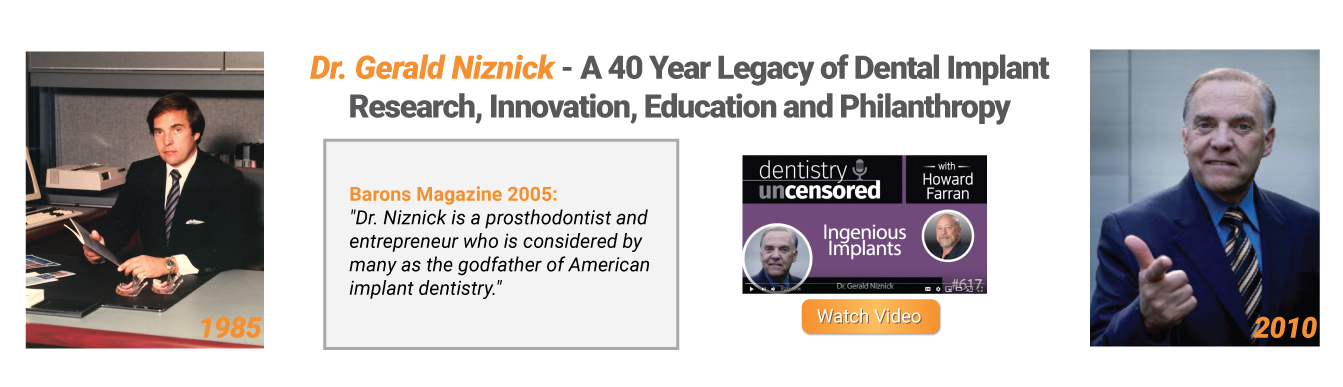 Dr. Gerald Niznick - A 40 Year Legacy of Dental Implant
Research, Innovation, Education and Philanthropy
1985
Barons Magazine 2005:
"Dr. Niznick is a prosthodontist and
entrepreneur who is considered by
many as the godfather of American
implant dentistry."
dentistry
uncensored
with
Howard
Farran
Ingenious
Implants
Dr. Gerald Niznick
#617
Watch Video
2010